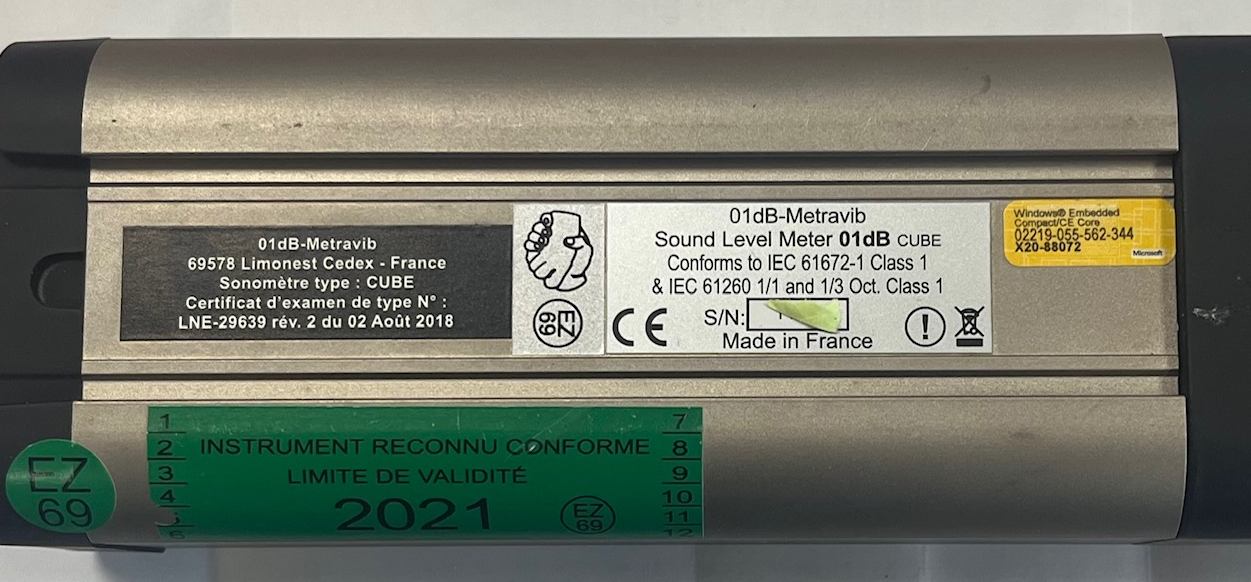 01dB-Metravib
69578 Limonest Cedex - France
Sonomètre type : CUBE
Certificat d'examen de type N° :
LNE-29639 rév. 2 du 02 Août 2018
EZ
69
01dB-Metravib
Sound Level Meter 01dB CUBE
Conforms to IEC 61672-1 Class 1
& IEC 61260 1/1 and 1/3 Oct. Class 1
CE S/N:
Made in France
!
Windows® Embedded
Compact/CE Core
02219-055-562-344
X20-88072
Microsoft
1 7
2 INSTRUMENT RECONNU CONFORME 8
3 LIMITE DE VALIDITÉ 9
4 2021 10
11
6 12
EZ
69
EZ
69